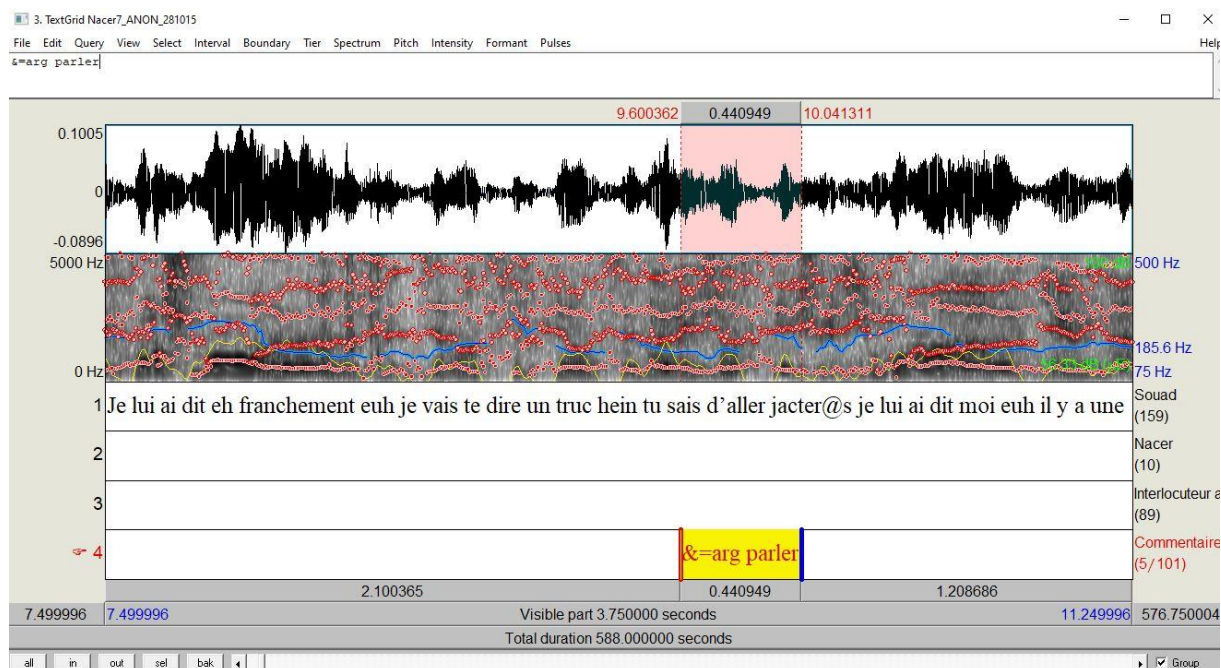 3. TextGrid Nacer7_ANON_281015
File Edit Query View Select Interval Boundary Tier Spectrum Pitch Intensity Formant Pulses Help
&=arg parler
9.600362 0.440949 10.041311
0.1005
0
-0.0896
5000 Hz 500 Hz
185.6 Hz
0 Hz 75 Hz
1 Je lui ai dit eh franchement euh je vais te dire un truc hein tu sais d'aller jacter@s je lui ai dit moi euh il y a une Souad
(159)
2 Nacer
(10)
3 Interlocuteur a
(89)
4 &=arg parler Commentaire
(5/101)
2.100365 0.440949 1.208686
7.499996 7.499996 Visible part 3.750000 seconds 11.249996 576.750004
Total duration 588.000000 seconds
all in out sel bak Group